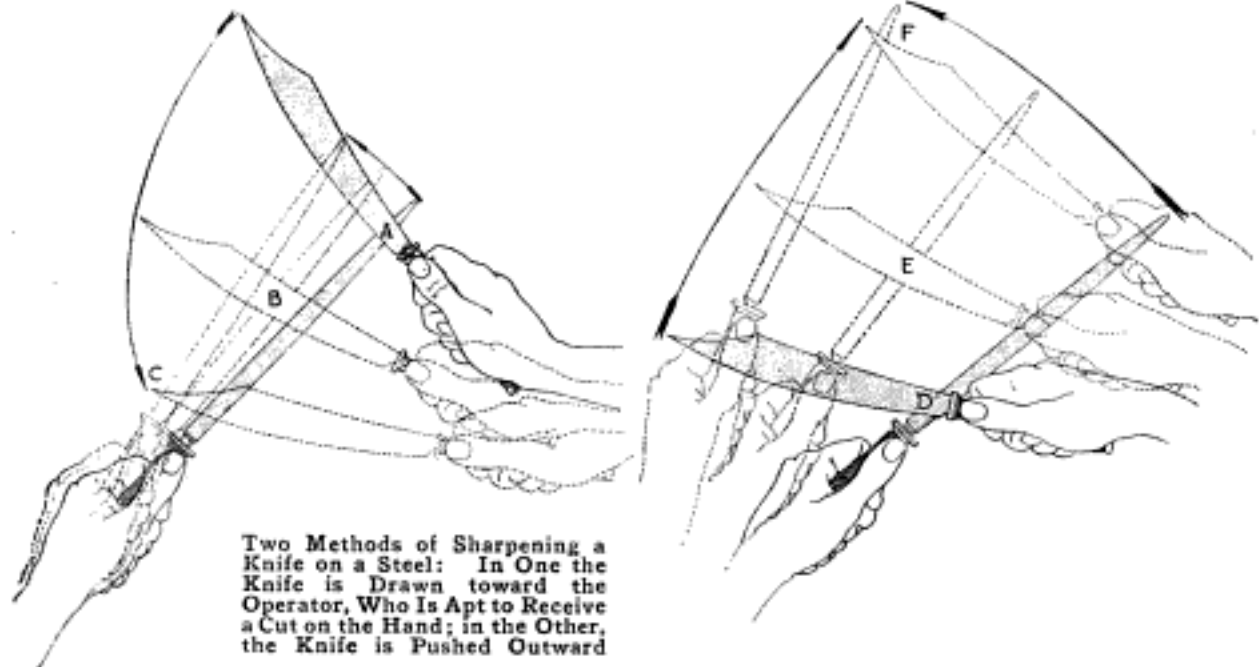 A
B
C
F
E
D
Two Methods of Sharpening a
Knife on a Steel: In One the
Knife is Drawn toward the
Operator, Who Is Apt to Receive
a Cut on the Hand; in the Other,
the Knife is Pushed Outward